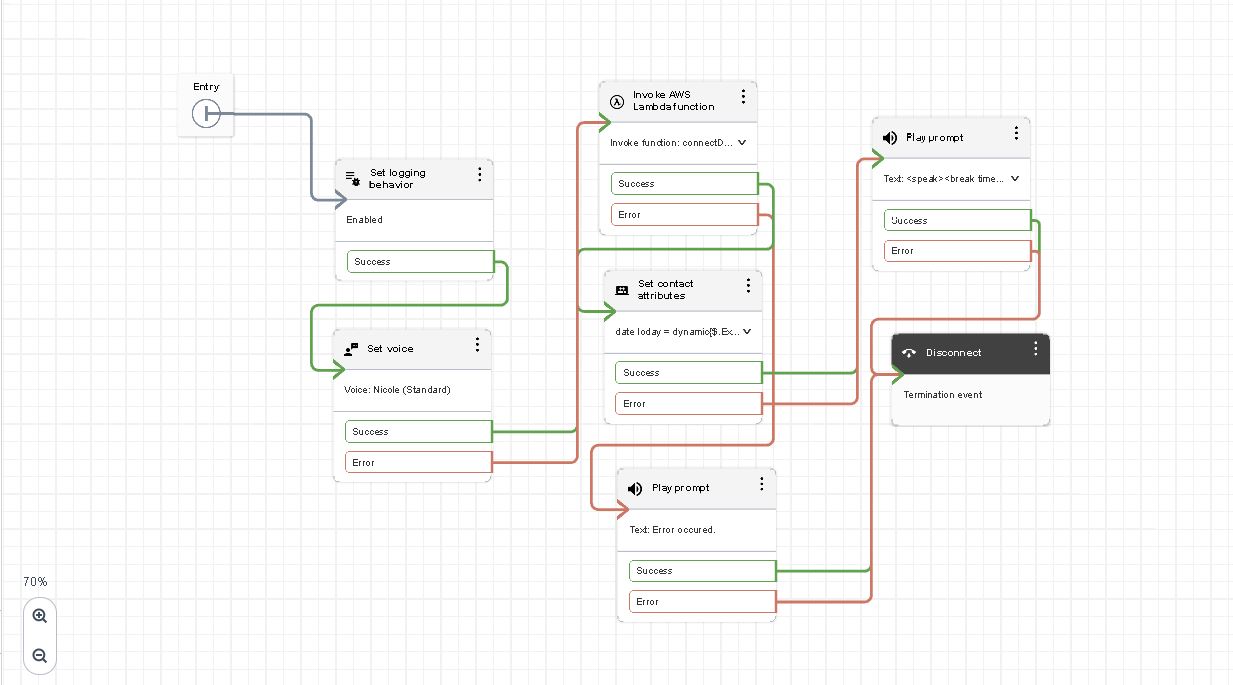 Entry
Set logging
behavior
Enabled
Success
Set voice
Voice: Nicole (Standard)
Success
Error
Invoke AWS
Lambda function
Invoke function: connectD...
Success
Error
Set contact
attributes
date Ioday = dynamic($.Ex...
Success
Error
Play prompt
Text: Error occured.
Success
Error
Play prompt
Text: <speak><break time...
Success
Error
Disconnect
Termination event
70%